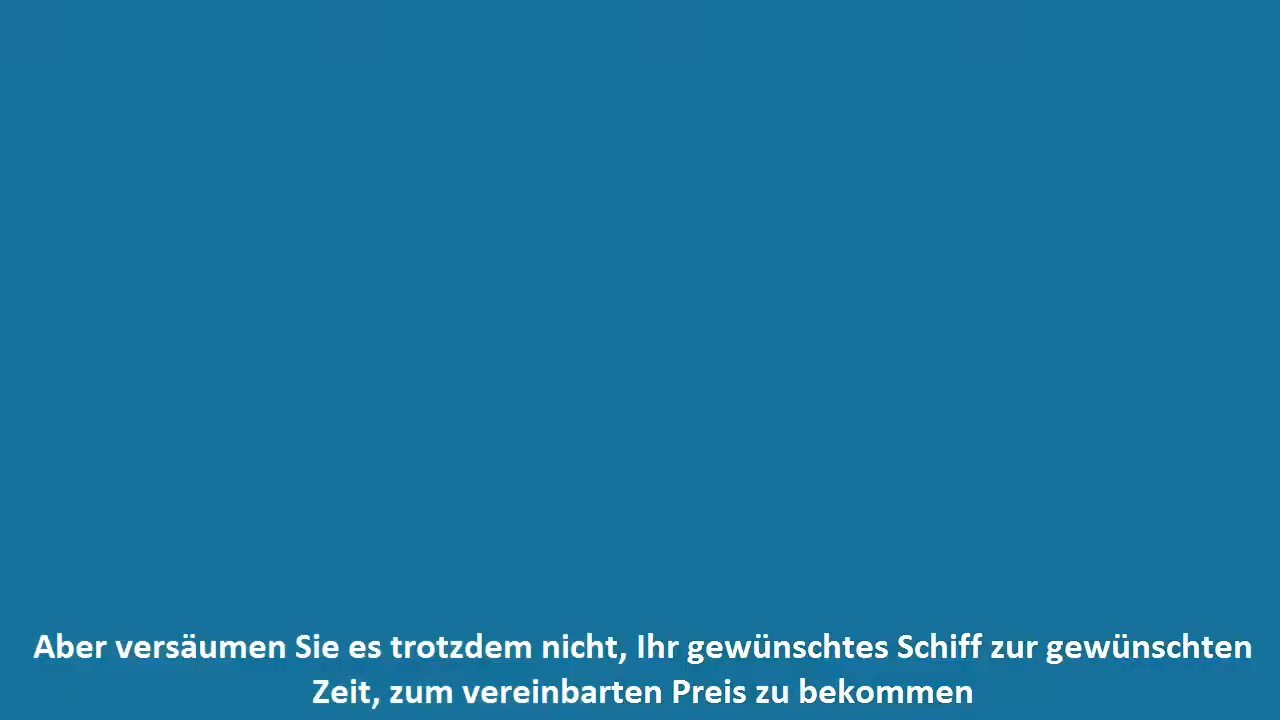 Aber versäumen Sie es trotzdem nicht, Ihr gewünschtes Schiff zur gewünschten
Zeit, zum vereinbarten Preis zu bekommen